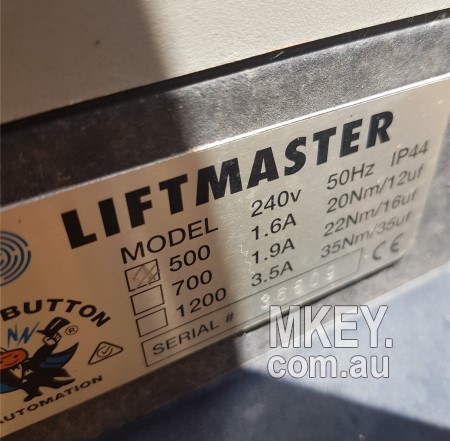 LIFTMASTER
MODEL 240v 50Hz IP44
500 1.6A 20Nm/12uf
700 1.9A 22Nm/16uf
1200 3.5A 35Nm/35uf
SERIAL #
BUTTON
AUTOMATION
MKEY.
com.au